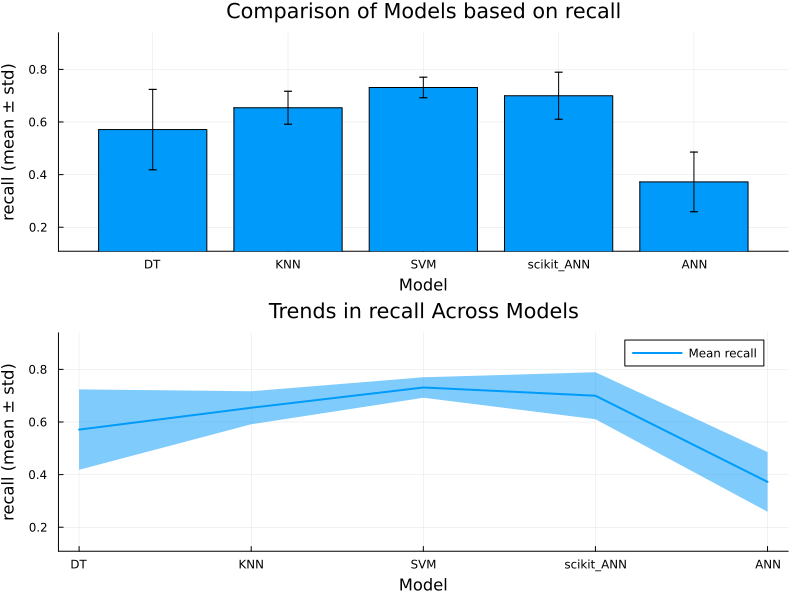 Comparison of Models based on recall
recall (mean ± std)
0.8
0.6
0.4
0.2
DT KNN SVM scikit_ANN ANN
Model
Trends in recall Across Models
recall (mean ± std)
Mean recall
0.8
0.6
0.4
0.2
DT KNN SVM scikit_ANN ANN
Model